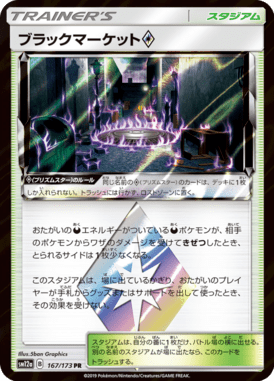 TRAINER'S
スタジアム
ブラックマーケット◇
◇(プリズムスター)のルール
同じ名前の◇(プリズムスター)のカードは、デッキに1枚
しか入れられない。トラッシュには行かず、ロストゾーンに置く。
おたがいのエネルギーがついているポケモンが、相手
のポケモンからワザのダメージを受けてきぜつしたとき、
とられるサイドは1枚少なくなる。
このスタジアムは、場に出ているかぎり、おたがいのプレイ
ヤーが手札からグッズまたはサポートを出して使ったとき、
その効果を受けない。
スタジアムは、自分の番に1枚だけ、バトル場の横に出せる。
別の名前のスタジアムが場に出たなら、このカードを
トラッシュする。
Illus.5ban Graphics
sm12a
167/173 PR
©2019 Pokémon/Nintendo/Creatures/GAME FREAK.